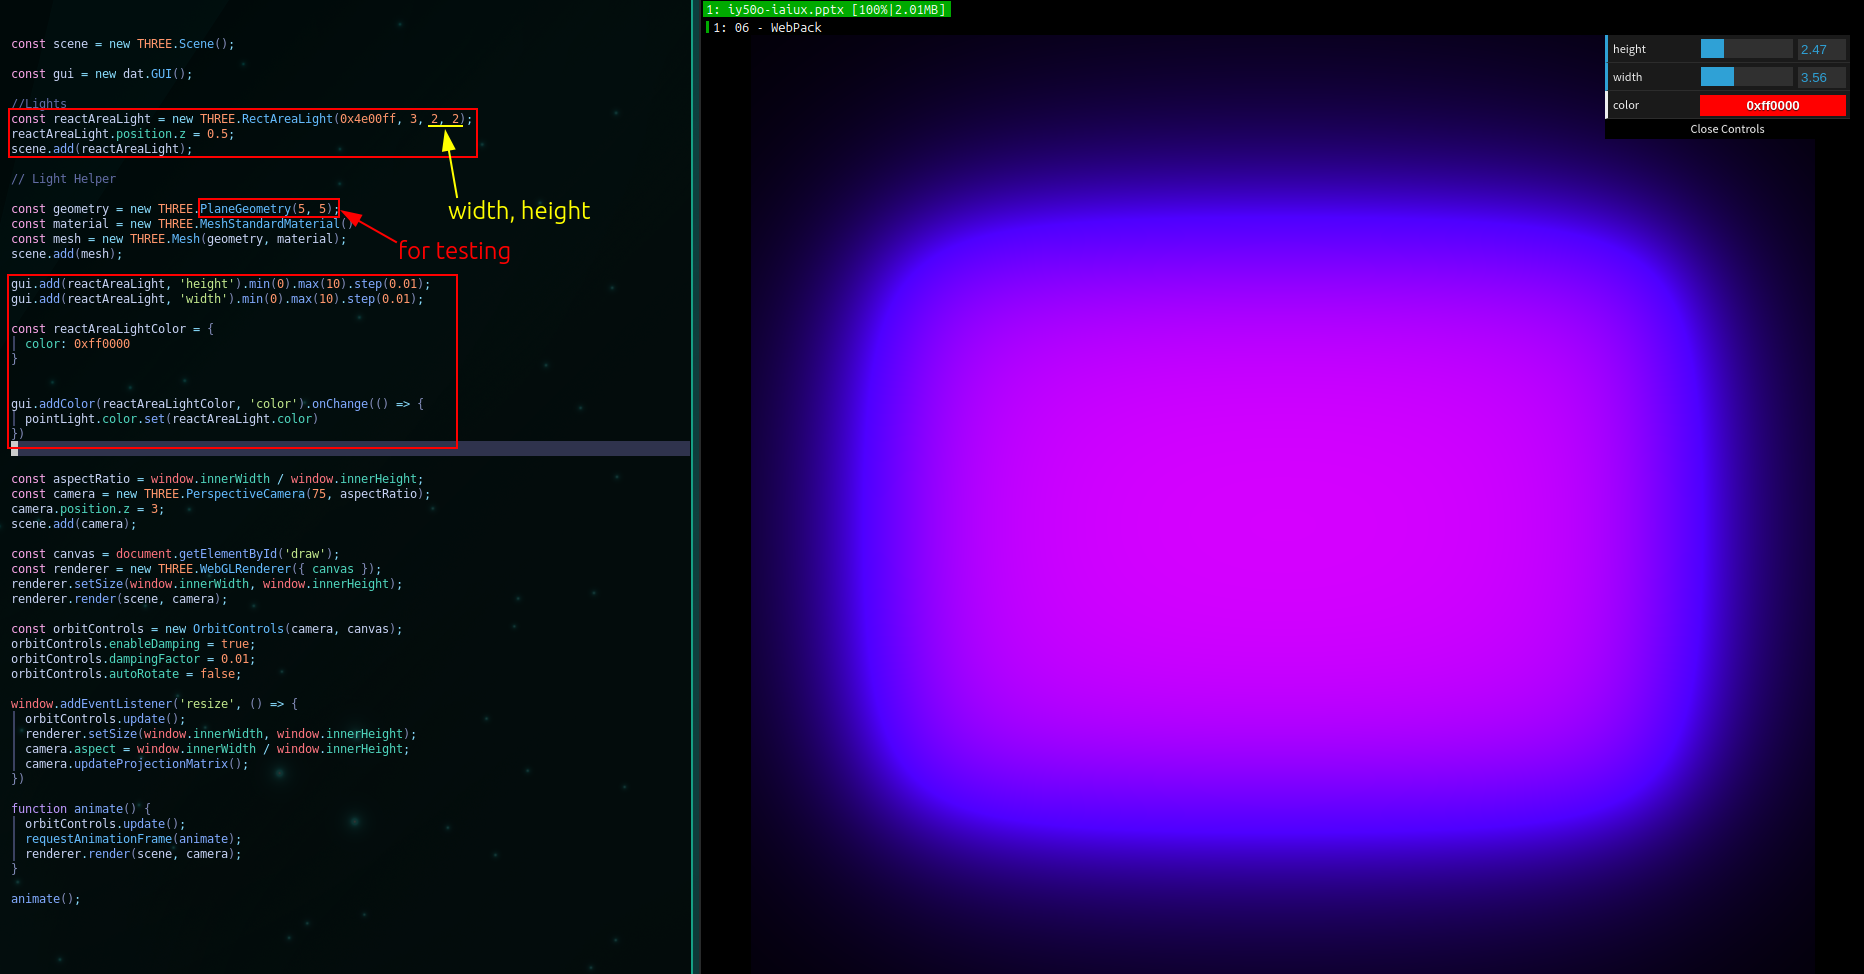 const scene = new THREE.Scene();
const gui = new dat.GUI();
//Lights
const reactAreaLight = new THREE.RectAreaLight(0x4e00ff, 3, 2, 2);
reactAreaLight.position.z = 0.5;
scene.add(reactAreaLight);
// Light Helper
const geometry = new THREE.PlaneGeometry(5, 5);
const material = new THREE.MeshStandardMaterial()
const mesh = new THREE.Mesh(geometry, material);
scene.add(mesh);
width, height
for testing
gui.add(reactAreaLight, 'height').min(0).max(10).step(0.01);
gui.add(reactAreaLight, 'width').min(0).max(10).step(0.01);
const reactAreaLightColor = {
color: 0xff0000
}
gui.addColor(reactAreaLightColor, 'color').onChange(() => {
pointLight.color.set(reactAreaLight.color)
})
const aspectRatio = window.innerWidth / window.innerHeight;
const camera = new THREE.PerspectiveCamera(75, aspectRatio);
camera.position.z = 3;
scene.add(camera);
const canvas = document.getElementById('draw');
const renderer = new THREE.WebGLRenderer({ canvas });
renderer.setSize(window.innerWidth, window.innerHeight);
renderer.render(scene, camera);
const orbitControls = new OrbitControls(camera, canvas);
orbitControls.enableDamping = true;
orbitControls.dampingFactor = 0.01;
orbitControls.autoRotate = false;
window.addEventListener('resize', () => {
orbitControls.update();
renderer.setSize(window.innerWidth, window.innerHeight);
camera.aspect = window.innerWidth / window.innerHeight;
camera.updateProjectionMatrix();
})
function animate() {
orbitControls.update();
requestAnimationFrame(animate);
renderer.render(scene, camera);
}
animate();
1: iy50o-iaiux.pptx [100%|2.01MB]
1: 06 - WebPack
height 2.47
width 3.56
color 0xff0000
Close Controls